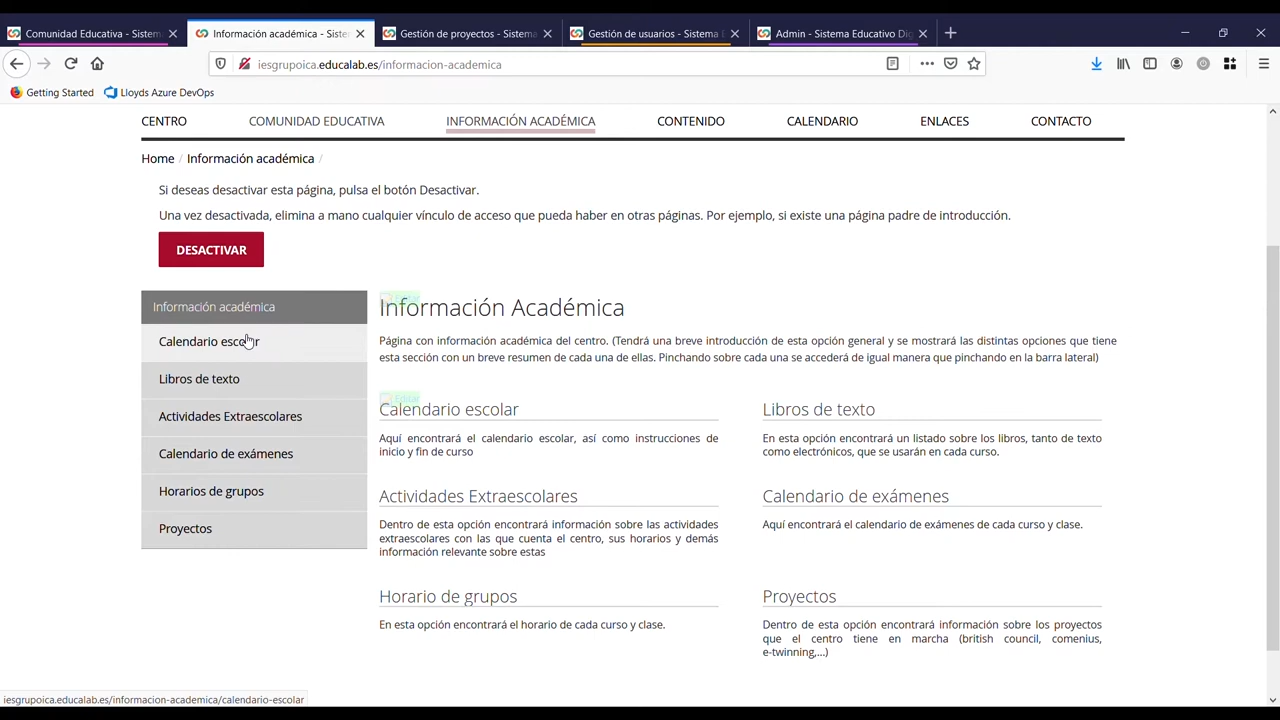 Comunidad Educativa - Sistem
Información académica - Siste
Gestión de proyectos - Sistema
Gestión de usuarios - Sistema E
Admin - Sistema Educativo Dig
iesgrupoica.educalab.es/informacion-academica
Getting Started
Lloyds Azure DevOps
CENTRO
COMUNIDAD EDUCATIVA
INFORMACIÓN ACADÉMICA
CONTENIDO
CALENDARIO
ENLACES
CONTACTO
Home / Información académica /
Si deseas desactivar esta página, pulsa el botón Desactivar.
Una vez desactivada, elimina a mano cualquier vínculo de acceso que pueda haber en otras páginas. Por ejemplo, si existe una página padre de introducción.
DESACTIVAR
Información académica
Calendario escolar
Libros de texto
Actividades Extraescolares
Calendario de exámenes
Horarios de grupos
Proyectos
Editar
Información Académica
Página con información académica del centro. (Tendrá una breve introducción de esta opción general y se mostrará las distintas opciones que tiene
esta sección con un breve resumen de cada una de ellas. Pinchando sobre cada una se accederá de igual manera que pinchando en la barra lateral)
Editar
Calendario escolar
Aquí encontrará el calendario escolar, así como instrucciones de
inicio y fin de curso
Libros de texto
En esta opción encontrará un listado sobre los libros, tanto de texto
como electrónicos, que se usarán en cada curso.
Actividades Extraescolares
Dentro de esta opción encontrará información sobre las actividades
extraescolares con las que cuenta el centro, sus horarios y demás
información relevante sobre estas
Calendario de exámenes
Aquí encontrará el calendario de exámenes de cada curso y clase.
Horario de grupos
En esta opción encontrará el horario de cada curso y clase.
Proyectos
Dentro de esta opción encontrará información sobre los proyectos
que el centro tiene en marcha (british council, comenius,
e-twinning,...)
iesgrupoica.educalab.es/informacion-academica/calendario-escolar